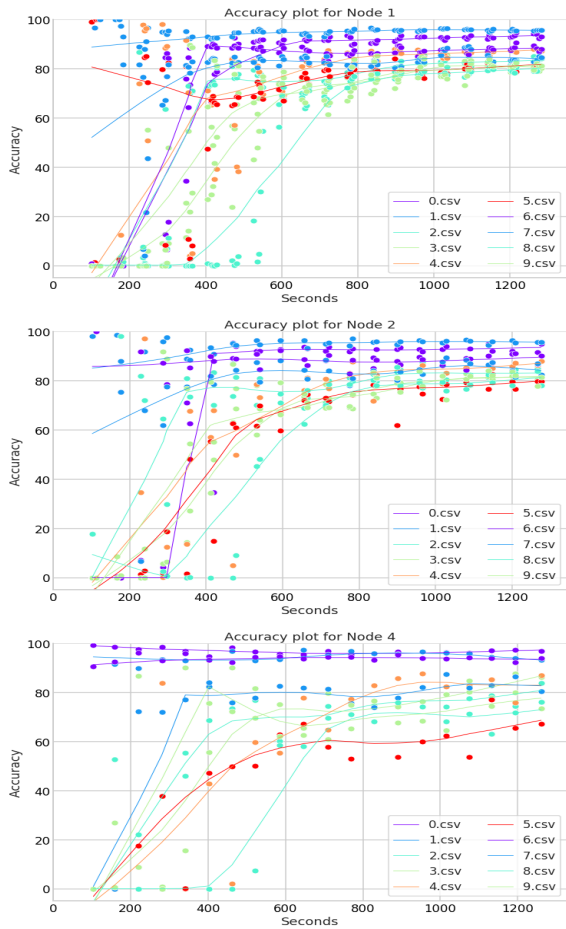 Accuracy plot for Node 1
100
80
60
40
20
0
Accuracy
0.csv 5.csv
1.csv 6.csv
2.csv 7.csv
3.csv 8.csv
4.csv 9.csv
0 200 400 600 800 1000 1200
Seconds
Accuracy plot for Node 2
100
80
60
40
20
0
Accuracy
0.csv 5.csv
1.csv 6.csv
2.csv 7.csv
3.csv 8.csv
4.csv 9.csv
0 200 400 600 800 1000 1200
Seconds
Accuracy plot for Node 4
100
80
60
40
20
0
Accuracy
0.csv 5.csv
1.csv 6.csv
2.csv 7.csv
3.csv 8.csv
4.csv 9.csv
0 200 400 600 800 1000 1200
Seconds